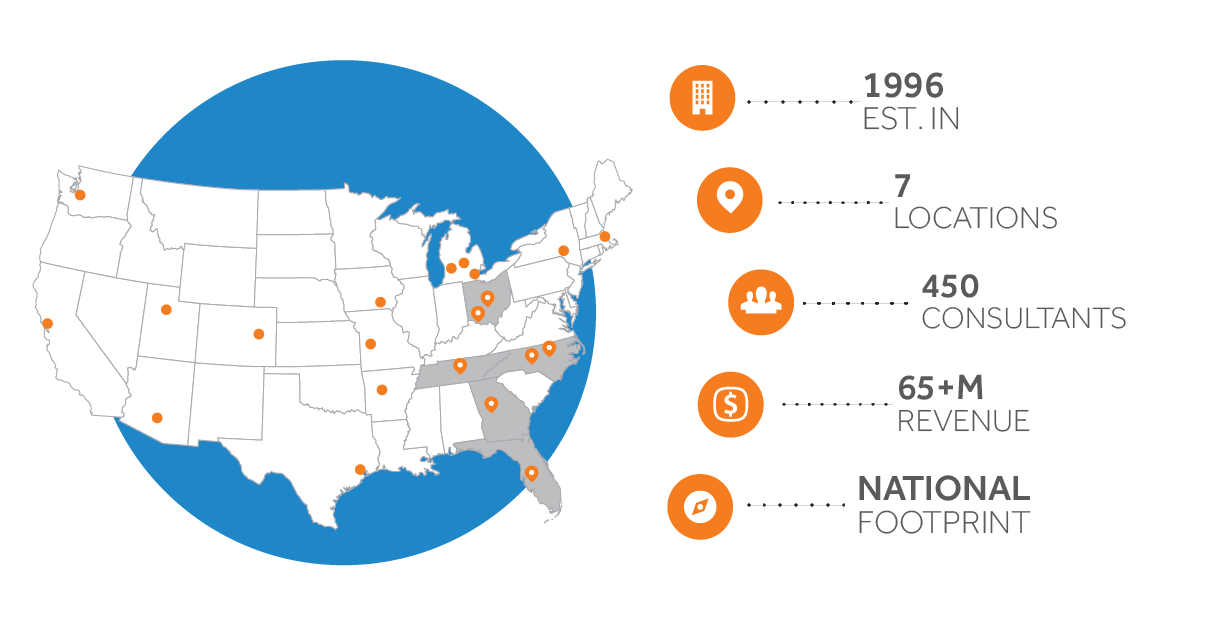 1996
EST. IN
7
LOCATIONS
450
CONSULTANTS
65+M
REVENUE
NATIONAL
FOOTPRINT